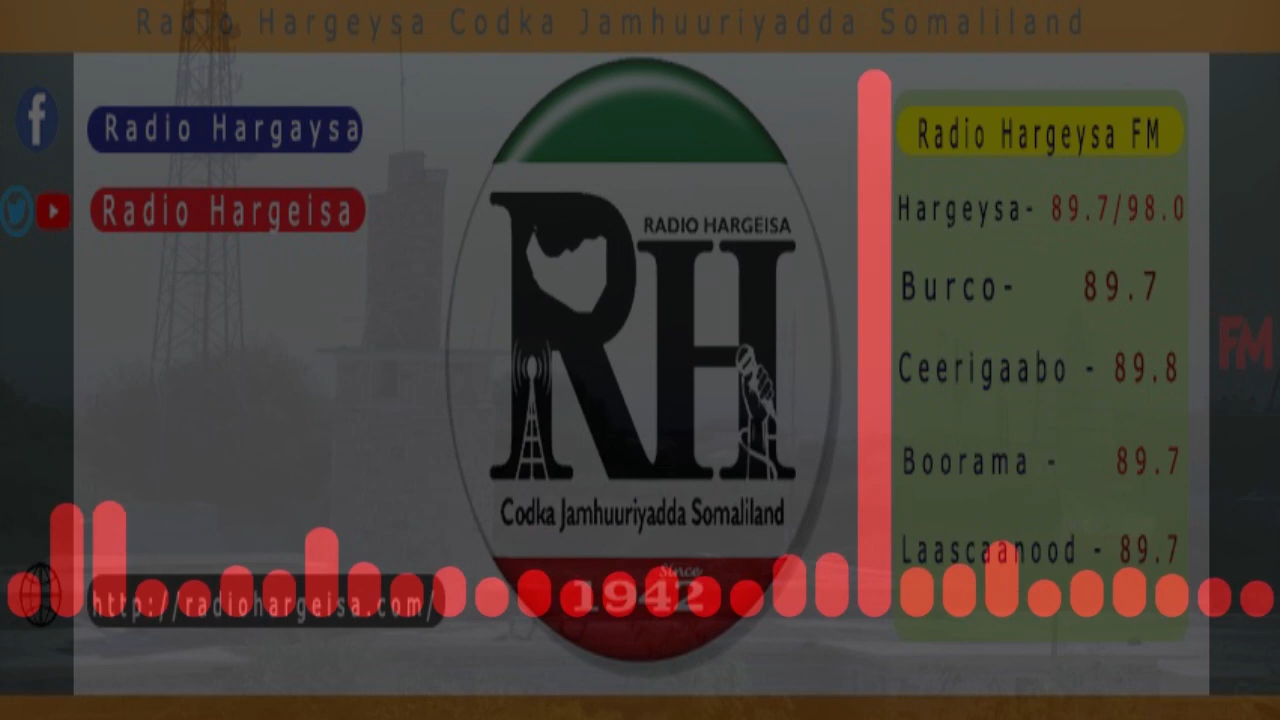 Radio Hargeysa Codka Jamhuuriyadda Somaliland
f
Radio Hargaysa
Radio Hargeisa
RADIO HARGEISA
RH
Codka Jamhuuriyadda Somaliland
Since
1942
http://radiohargeisa.com/
Radio Hargeysa FM
Hargeysa- 89.7/98.0
Burco- 89.7
Ceerigaabo - 89.8
Boorama - 89.7
Laascaanood - 89.7
FM